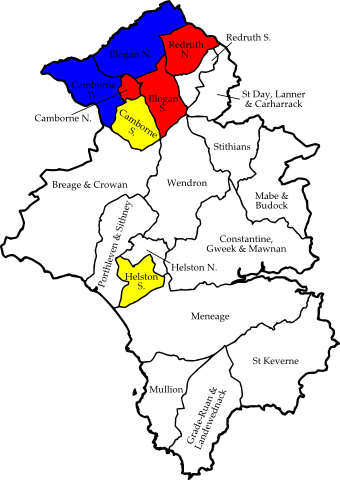 Redruth S.
Illogan N.
Redruth
N.
Camborne
W.
Illogan
S.
St Day, Lanner
& Carharrack
Camborne N.
Camborne
S.
Stithians
Breage & Crowan
Wendron
Mabe &
Budock
Porthleven & Sithney
Constantine,
Gweek & Mawnan
Helston N.
Helston
S.
Meneage
St Keverne
Mullion
Grade-Ruan &
Landewednack